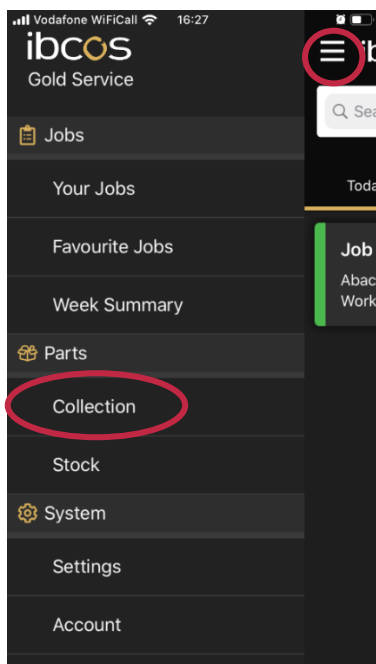 Vodafone WiFiCall 16:27
ibcos
Gold Service
Jobs
Your Jobs
Favourite Jobs
Week Summary
Parts
Collection
Stock
System
Settings
Account
Job